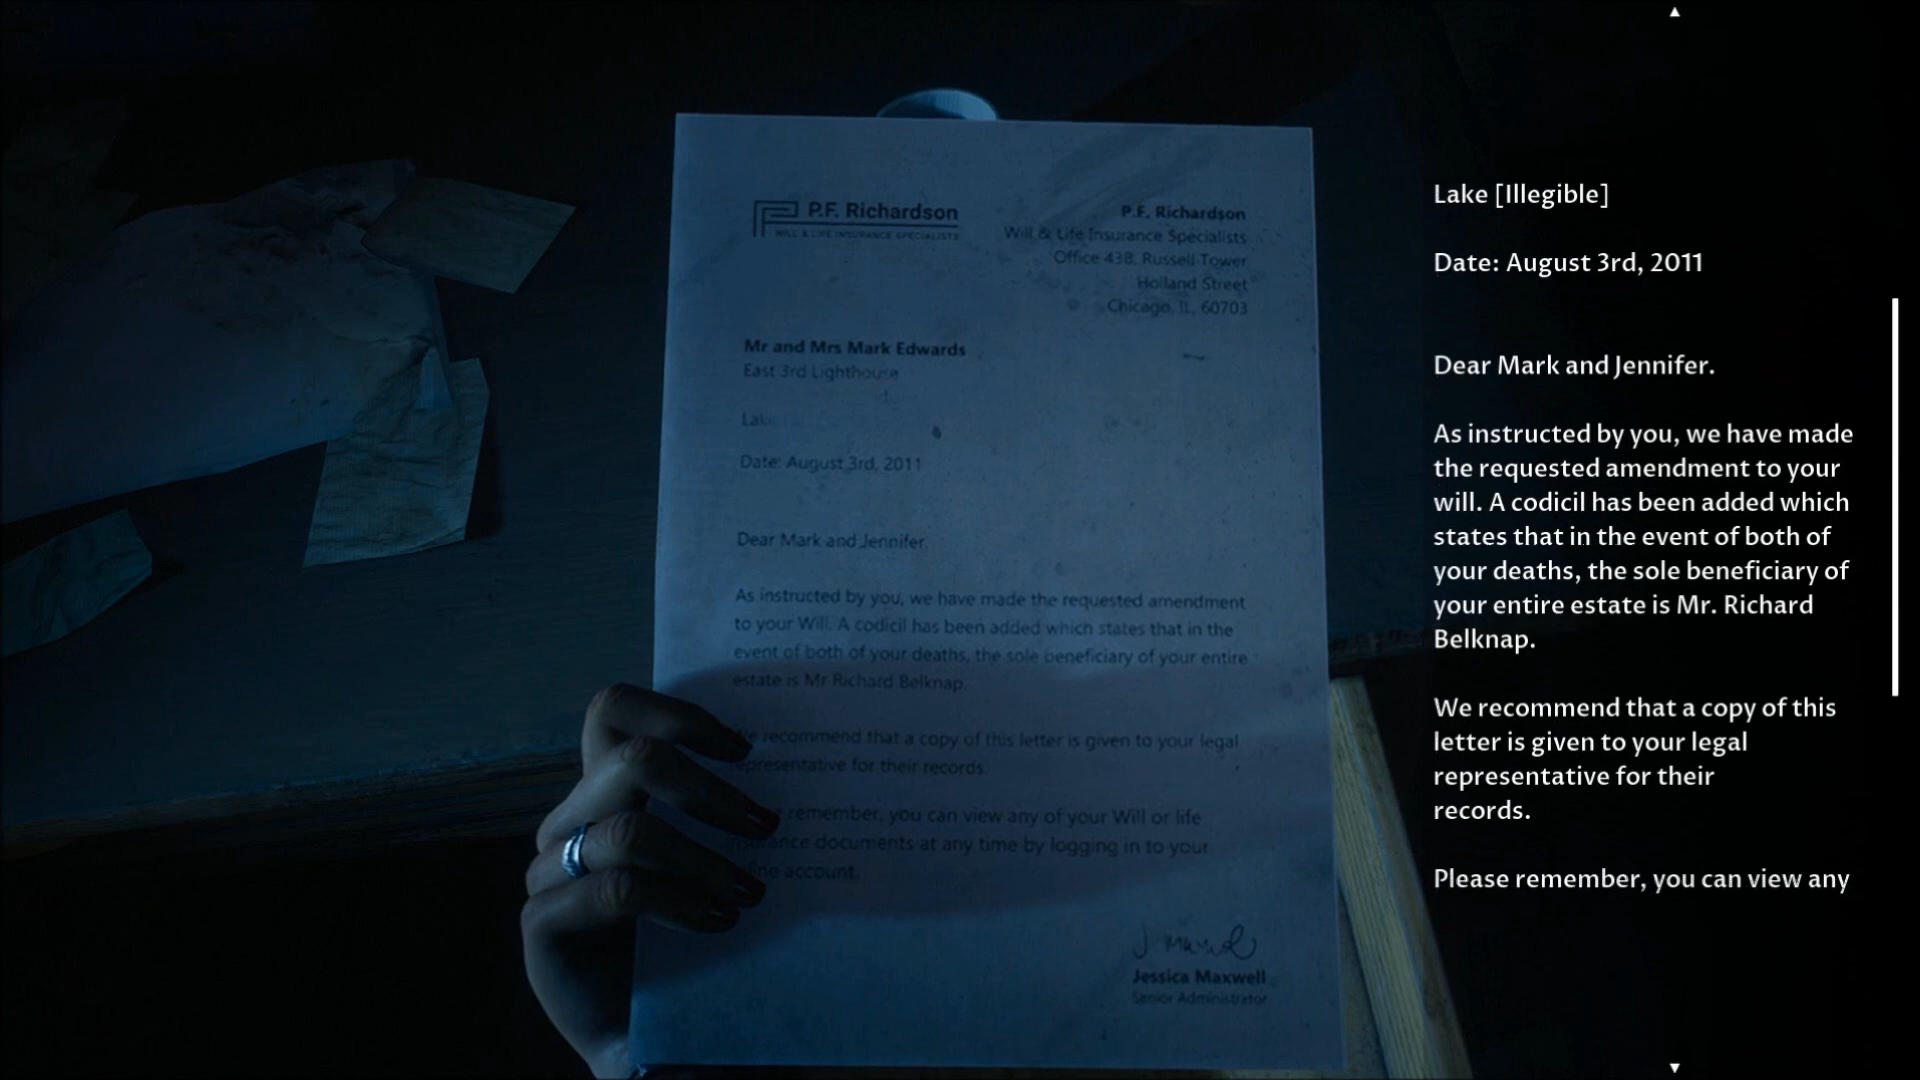 P.F. Richardson
WILL & LIFE INSURANCE SPECIALISTS
P.F. Richardson
Will & Life Insurance Specialists
Office 43B, Russell Tower
Holland Street
Chicago, IL, 60703
Mr and Mrs Mark Edwards
East 3rd Lighthouse
Lake
Date: August 3rd, 2011
Dear Mark and Jennifer,
As instructed by you, we have made the requested amendment
to your Will. A codicil has been added which states that in the
event of both of your deaths, the sole beneficiary of your entire
estate is Mr Richard Belknap.
recommend that a copy of this letter is given to your legal
representative for their records.
remember, you can view any of your Will or life
insurance documents at any time by logging in to your
account.
Jessica Maxwell
Senior Administrator
Lake [Illegible]
Date: August 3rd, 2011
Dear Mark and Jennifer.
As instructed by you, we have made
the requested amendment to your
will. A codicil has been added which
states that in the event of both of
your deaths, the sole beneficiary of
your entire estate is Mr. Richard
Belknap.
We recommend that a copy of this
letter is given to your legal
representative for their
records.
Please remember, you can view any